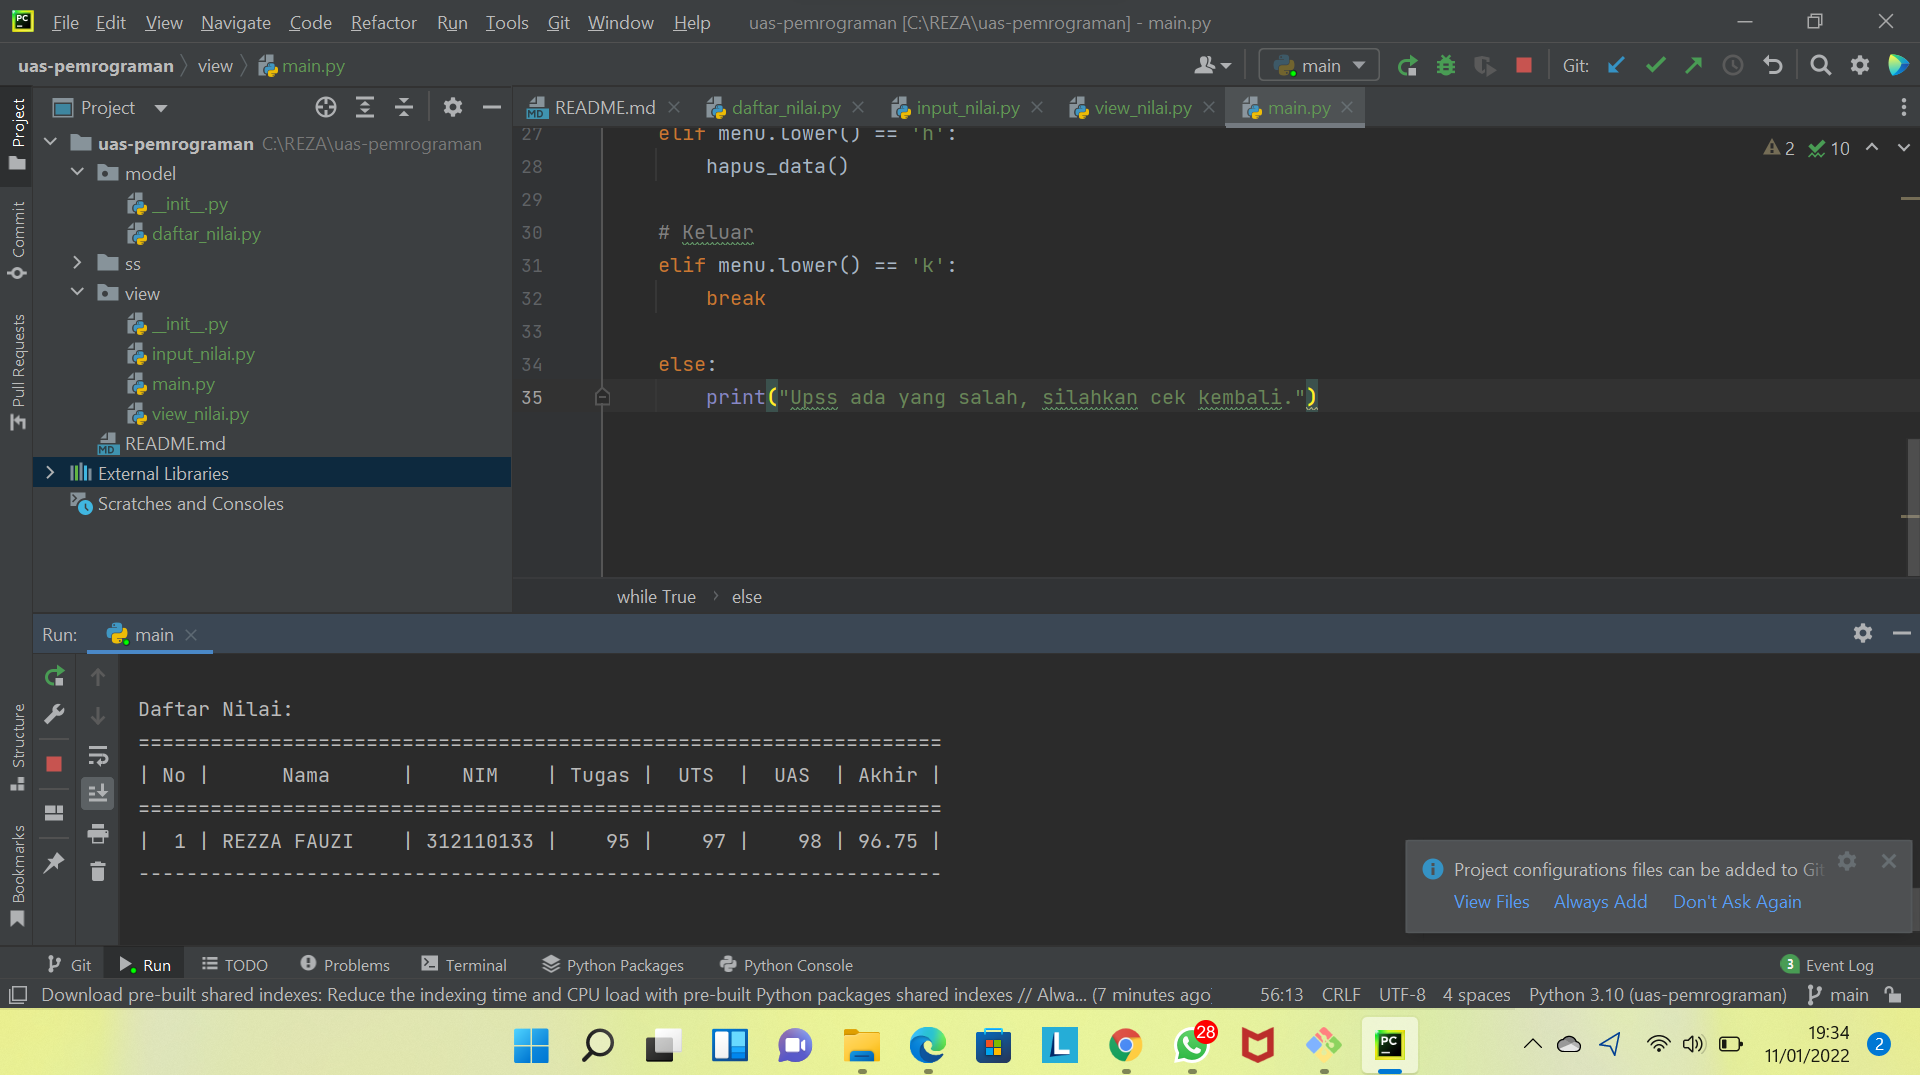 File Edit View Navigate Code Refactor Run Tools Git Window Help uas-pemrograman [C:\REZA\uas-pemrograman] - main.py
uas-pemrograman view main.py
main
Git:
Project
Commit
Pull Requests
Structure
Bookmarks
Project
uas-pemrograman C:\REZA\uas-pemrograman
model
__init__.py
daftar_nilai.py
ss
view
__init__.py
input_nilai.py
main.py
view_nilai.py
README.md
External Libraries
Scratches and Consoles
README.md daftar_nilai.py input_nilai.py view_nilai.py main.py
2 10
27 elif menu.lower() == 'h':
28 hapus_data()
29
30 # Keluar
31 elif menu.lower() == 'k':
32 break
33
34 else:
35 print("Upss ada yang salah, silahkan cek kembali.")
while True else
Run: main
Daftar Nilai:
===================================================================
| No | Nama | NIM | Tugas | UTS | UAS | Akhir |
===================================================================
| 1 | REZZA FAUZI | 312110133 | 95 | 97 | 98 | 96.75 |
-------------------------------------------------------------------
Project configurations files can be added to Git
View Files Always Add Don't Ask Again
Git Run TODO Problems Terminal Python Packages Python Console 3 Event Log
Download pre-built shared indexes: Reduce the indexing time and CPU load with pre-built Python packages shared indexes // Alwa... (7 minutes ago) 56:13 CRLF UTF-8 4 spaces Python 3.10 (uas-pemrograman) main
L
28
PC
19:34
11/01/2022
2